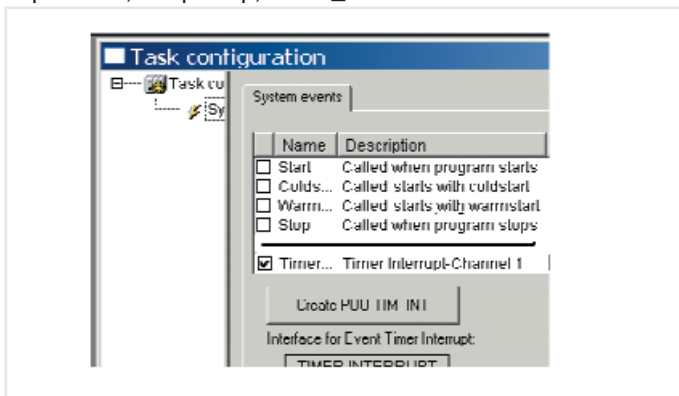 Task configuration
Task co
Sy
System events
Name Description
Start Called when program starts
Colds... Called starts with coldstart
Warm... Called starts with warmstart
Stop Called when program stops
Timer... Timer Interrupt-Channel 1
Create POU TIM_INT
Interface for Event Timer Interrupt:
TIMER INTERRUPT